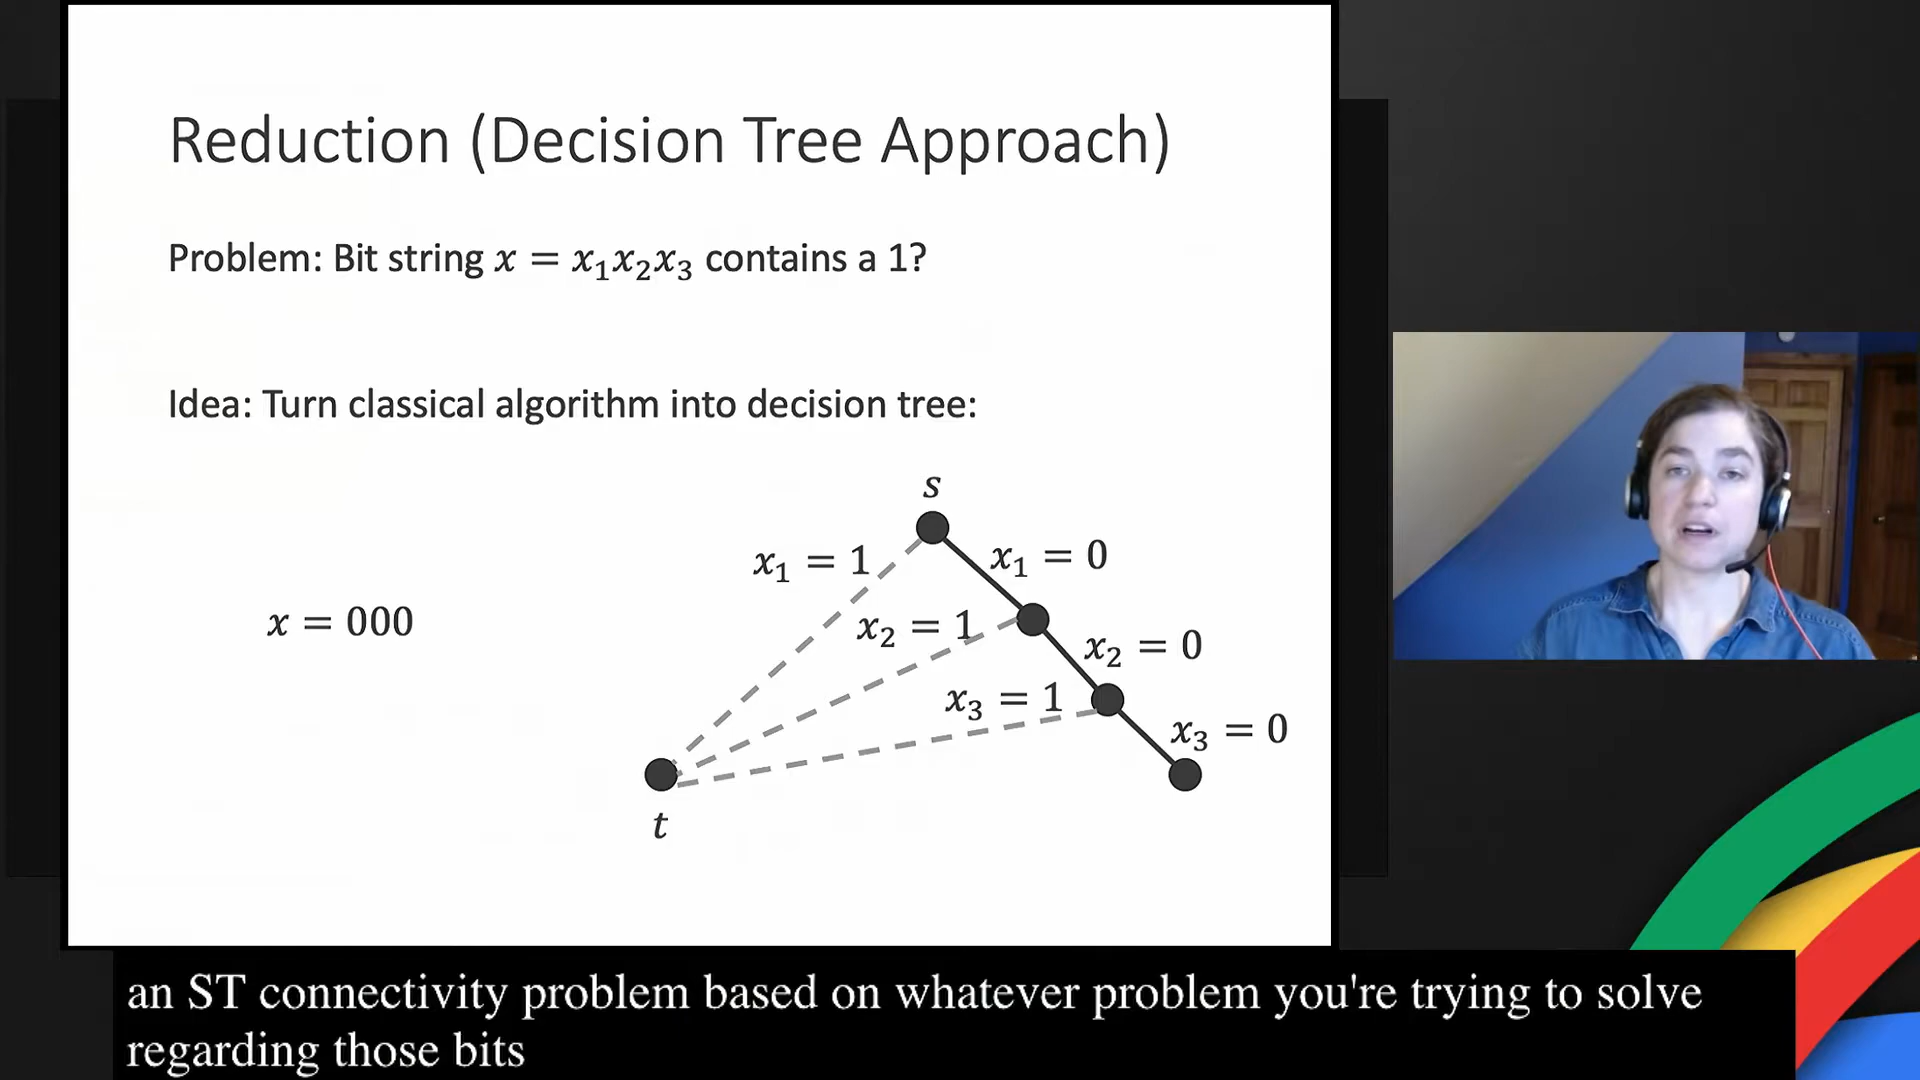 Reduction (Decision Tree Approach)
Problem: Bit string x = x₁x₂x₃ contains a 1?
Idea: Turn classical algorithm into decision tree:
s
x₁ = 1
x₁ = 0
x = 000
x₂ = 1
x₂ = 0
x₃ = 1
x₃ = 0
t
an ST connectivity problem based on whatever problem you're trying to solve
regarding those bits